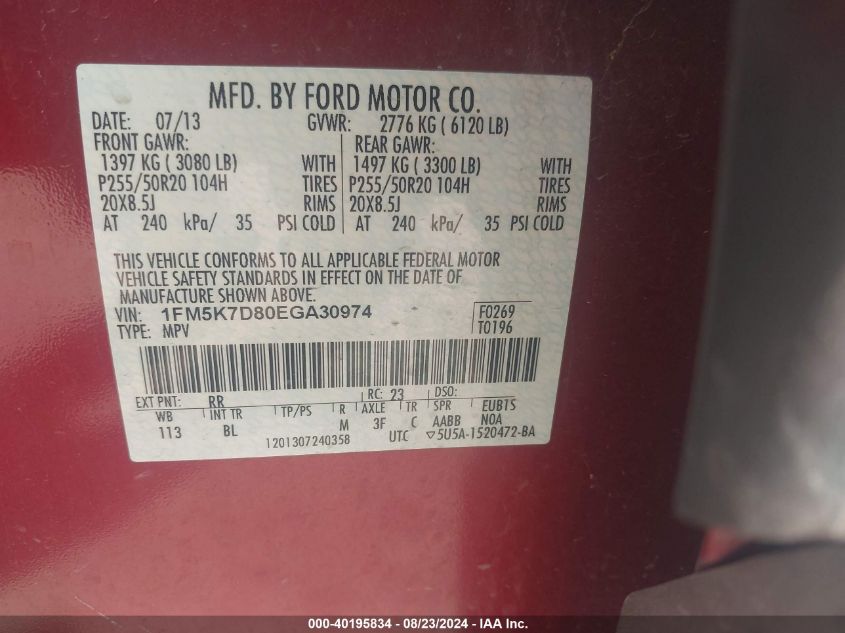 MFD. BY FORD MOTOR CO.
DATE: 07/13 GVWR: 2776 KG ( 6120 LB)
FRONT GAWR: REAR GAWR:
1397 KG ( 3080 LB) WITH 1497 KG ( 3300 LB) WITH
P255/50R20 104H TIRES P255/50R20 104H TIRES
20X8.5J RIMS 20X8.5J RIMS
AT 240 kPa/ 35 PSI COLD AT 240 kPa/ 35 PSI COLD
THIS VEHICLE CONFORMS TO ALL APPLICABLE FEDERAL MOTOR
VEHICLE SAFETY STANDARDS IN EFFECT ON THE DATE OF
MANUFACTURE SHOWN ABOVE.
VIN: 1FM5K7D80EGA30974 F0269
TYPE: MPV T0196
EXT PNT: RR RC: 23 DSO:
WB INT TR TP/PS R AXLE TR SPR EUBTS
113 BL M 3F C AABB NOA
1201307240358 UTC ▽5U5A-1520472-BA
000-40195834 - 08/23/2024 - IAA Inc.